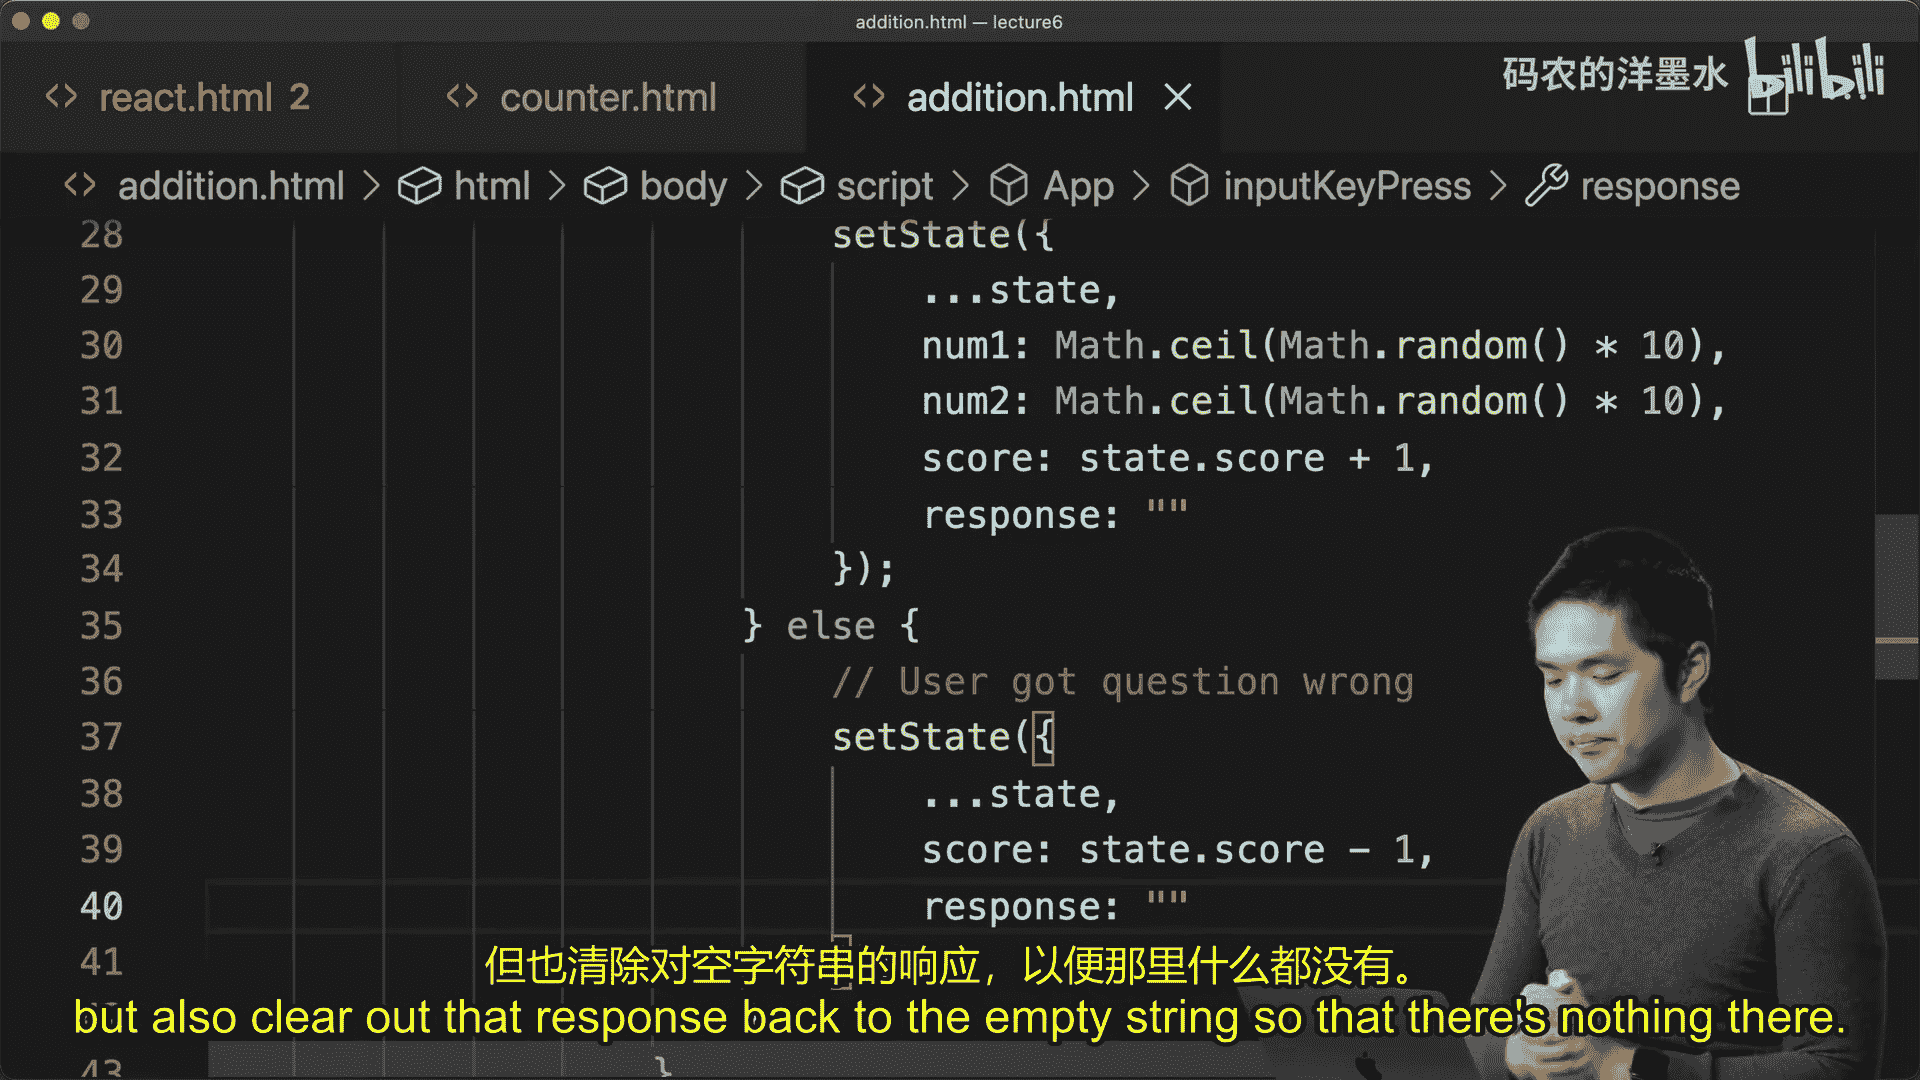 addition.html — lecture6
react.html 2
counter.html
addition.html
码农的洋墨水 bilibili
addition.html > html > body > script > App > inputKeyPress > response
28 setState({
29 ...state,
30 num1: Math.ceil(Math.random() * 10),
31 num2: Math.ceil(Math.random() * 10),
32 score: state.score + 1,
33 response: ""
34 });
35 } else {
36 // User got question wrong
37 setState({
38 ...state,
39 score: state.score - 1,
40 response: ""
41
但也清除对空字符串的响应，以便那里什么都没有。
but also clear out that response back to the empty string so that there's nothing there.
43 }